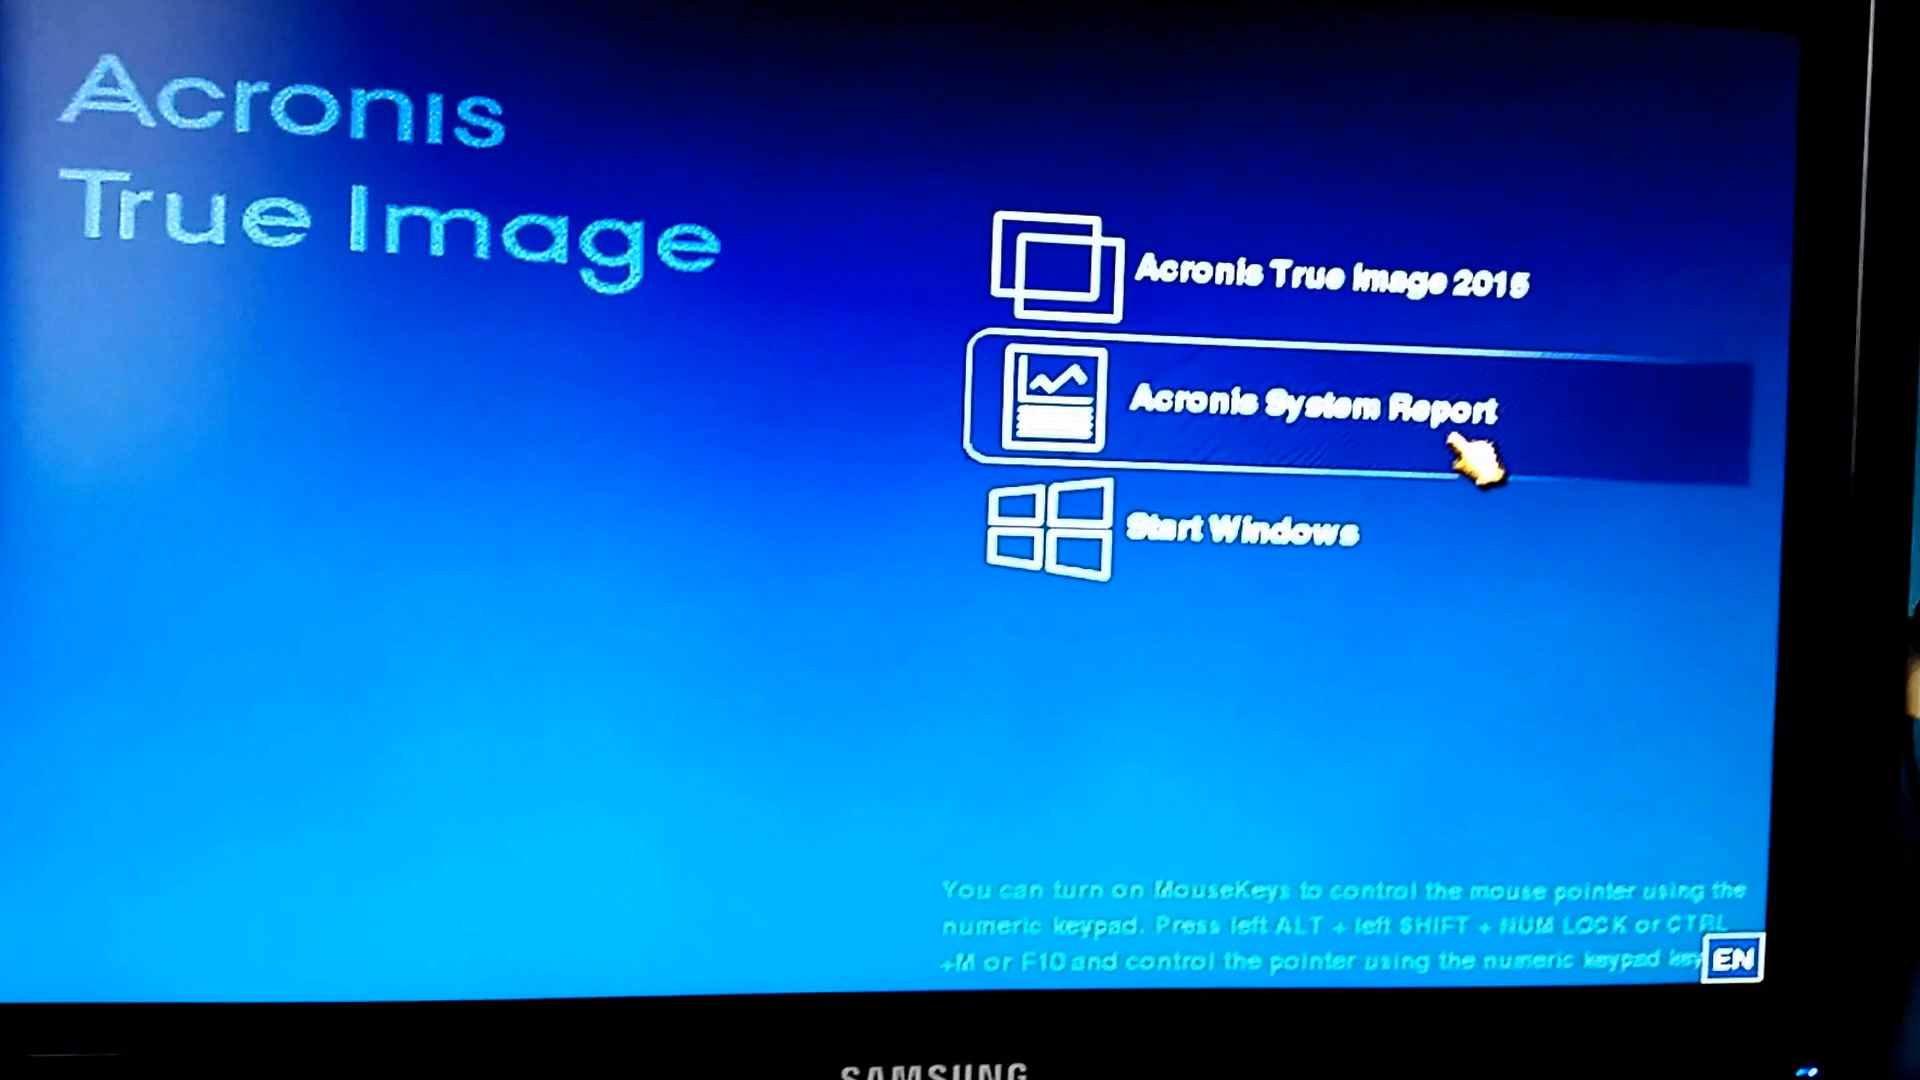 Acronis
True Image
Acronis True Image 2015
Acronis System Report
Start Windows
You can turn on MouseKeys to control the mouse pointer using the
numeric keypad. Press left ALT + left SHIFT + NUM LOCK or CTRL
+M or F10 and control the pointer using the numeric keypad
EN
SAMSUNG